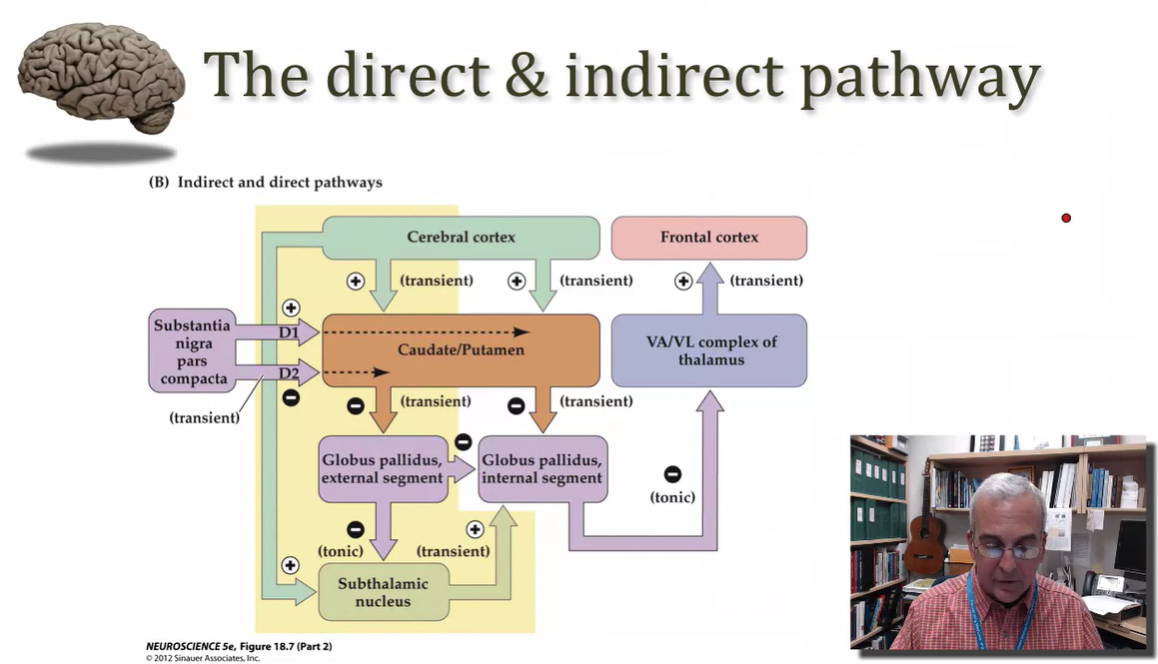 The direct & indirect pathway
(B) Indirect and direct pathways
Cerebral cortex
Frontal cortex
+
(transient)
+
(transient)
+
(transient)
+
Substantia
nigra
pars
compacta
D1
D2
−
(transient)
Caudate/Putamen
VA/VL complex of
thalamus
−
(transient)
−
(transient)
Globus pallidus,
external segment
−
Globus pallidus,
internal segment
−
(tonic)
−
(tonic)
+
(transient)
+
Subthalamic
nucleus
NEUROSCIENCE 5e, Figure 18.7 (Part 2)
© 2012 Sinauer Associates, Inc.